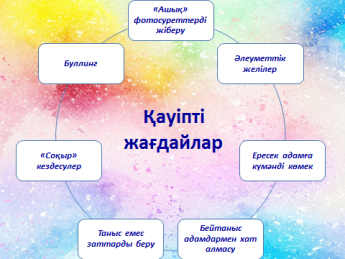 «Ашық»
фотосуреттерді
жіберу
Әлеуметтік
желілер
Ересек адамға
күмәнді көмек
Бейтаныс
адамдармен хат
алмасу
Таныс емес
заттарды беру
«Соқыр»
кездесулер
Буллинг
Қауіпті
жағдайлар